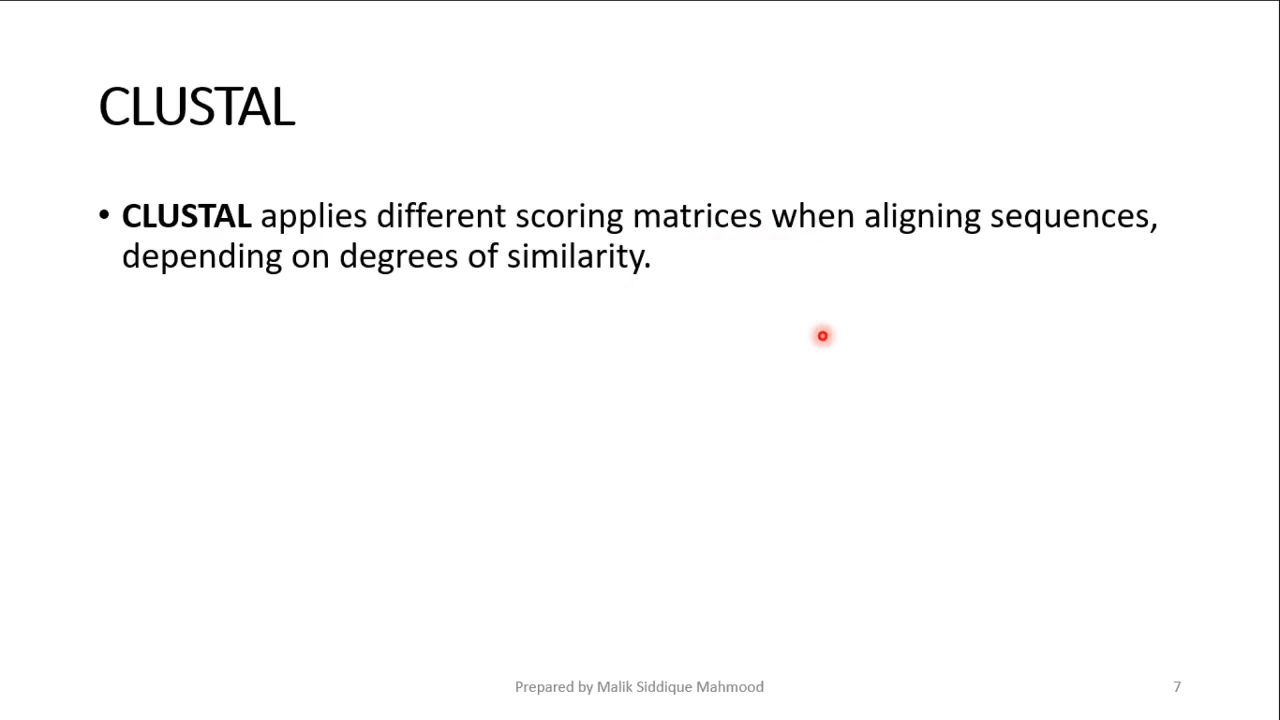 CLUSTAL
• CLUSTAL applies different scoring matrices when aligning sequences,
depending on degrees of similarity.
Prepared by Malik Siddique Mahmood
7